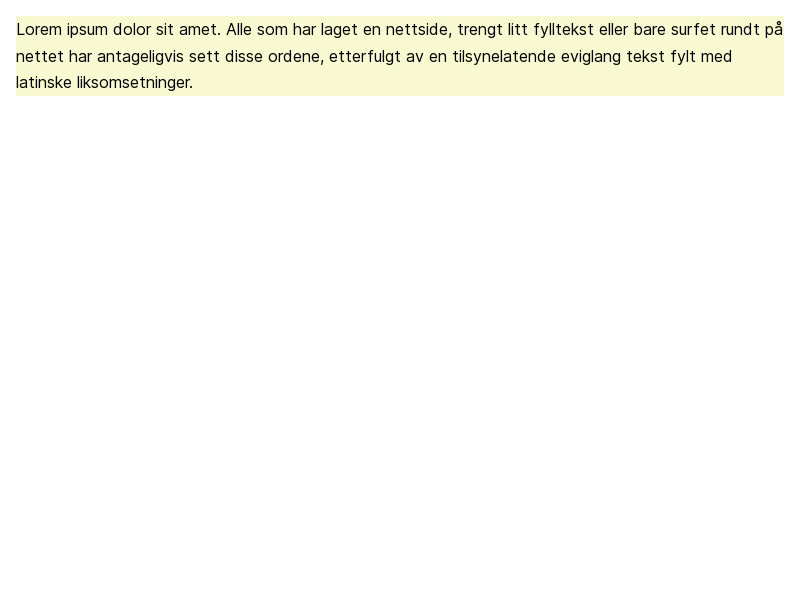 Lorem ipsum dolor sit amet. Alle som har laget en nettside, trengt litt fylltekst eller bare surfet rundt på
nettet har antageligvis sett disse ordene, etterfulgt av en tilsynelatende eviglang tekst fylt med
latinske liksomsetninger.